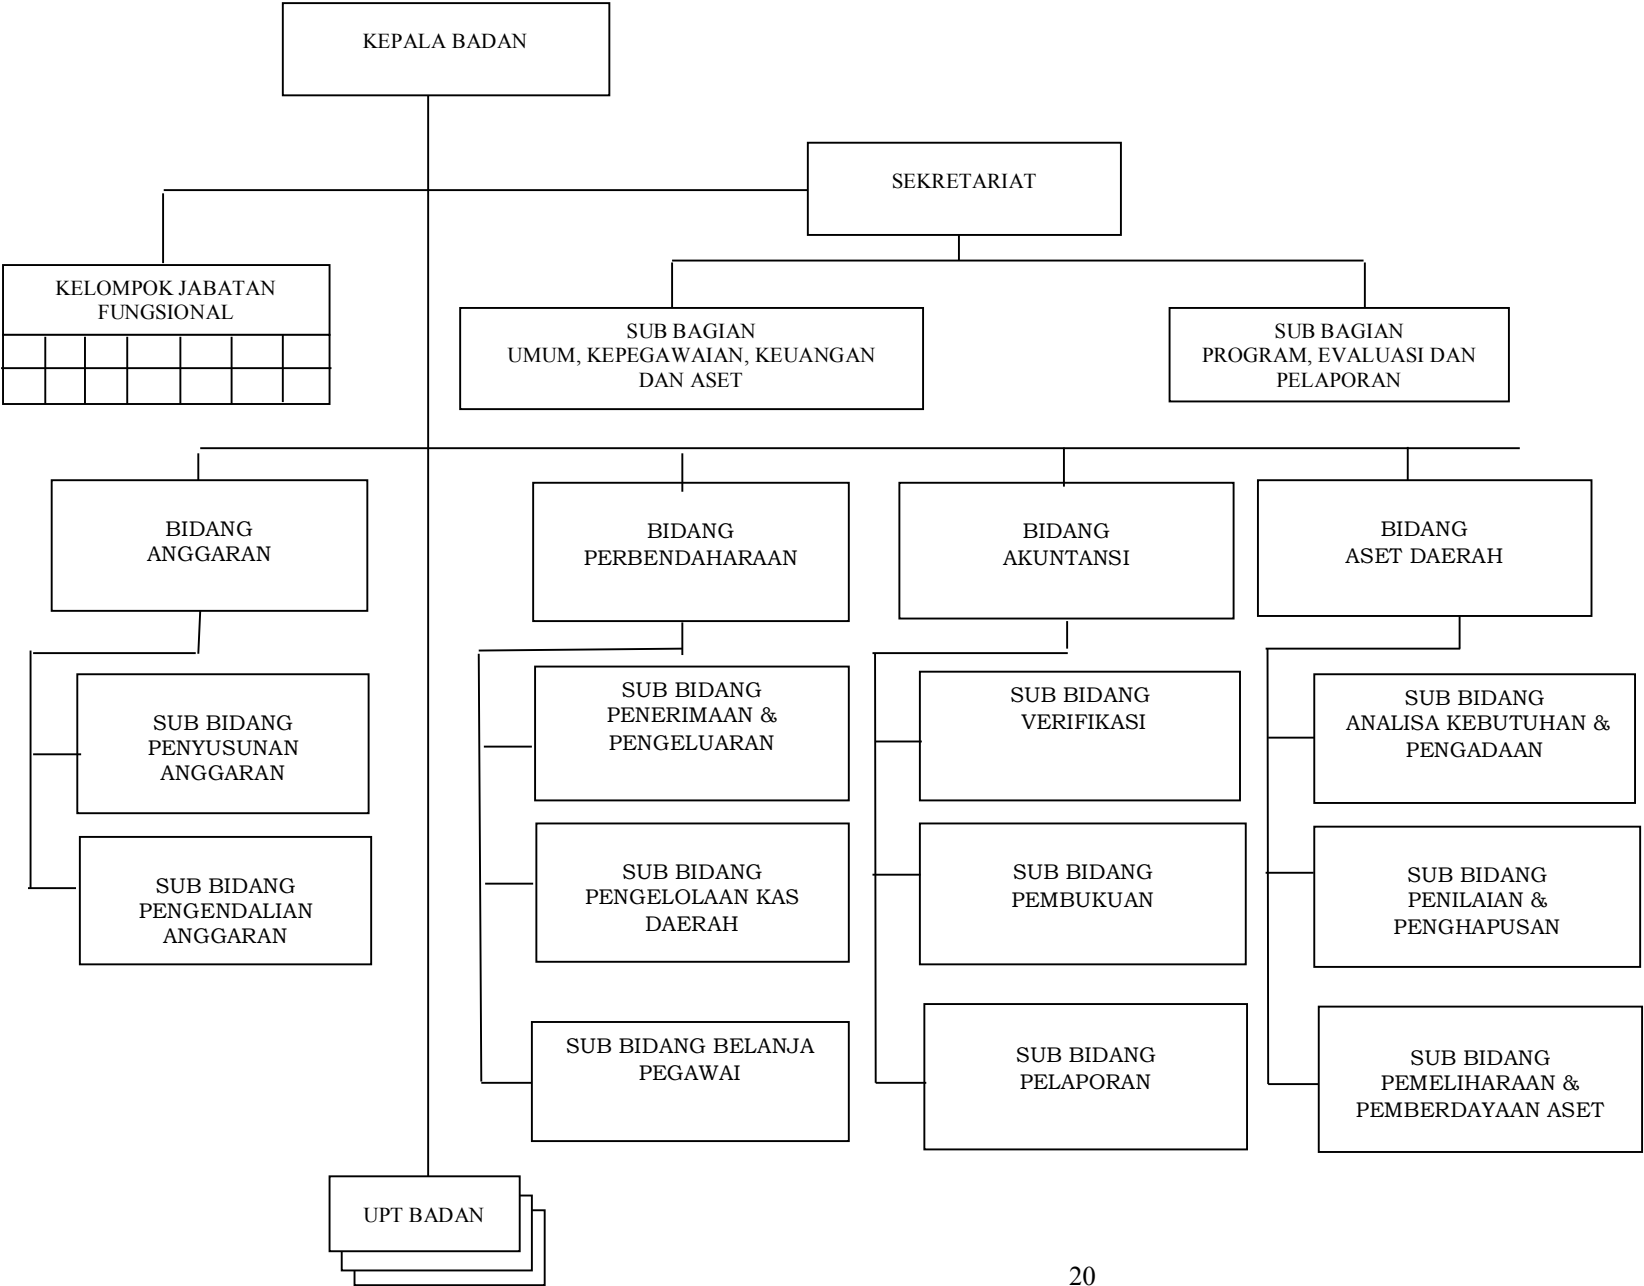 KEPALA BADAN
SEKRETARIAT
KELOMPOK JABATAN
FUNGSIONAL
SUB BAGIAN
UMUM, KEPEGAWAIAN, KEUANGAN
DAN ASET
SUB BAGIAN
PROGRAM, EVALUASI DAN
PELAPORAN
BIDANG
ANGGARAN
BIDANG
PERBENDAHARAAN
BIDANG
AKUNTANSI
BIDANG
ASET DAERAH
SUB BIDANG
PENYUSUNAN
ANGGARAN
SUB BIDANG
PENERIMAAN &
PENGELUARAN
SUB BIDANG
VERIFIKASI
SUB BIDANG
ANALISA KEBUTUHAN &
PENGADAAN
SUB BIDANG
PENGENDALIAN
ANGGARAN
SUB BIDANG
PENGELOLAAN KAS
DAERAH
SUB BIDANG
PEMBUKUAN
SUB BIDANG
PENILAIAN &
PENGHAPUSAN
SUB BIDANG BELANJA
PEGAWAI
SUB BIDANG
PELAPORAN
SUB BIDANG
PEMELIHARAAN &
PEMBERDAYAAN ASET
UPT BADAN
20